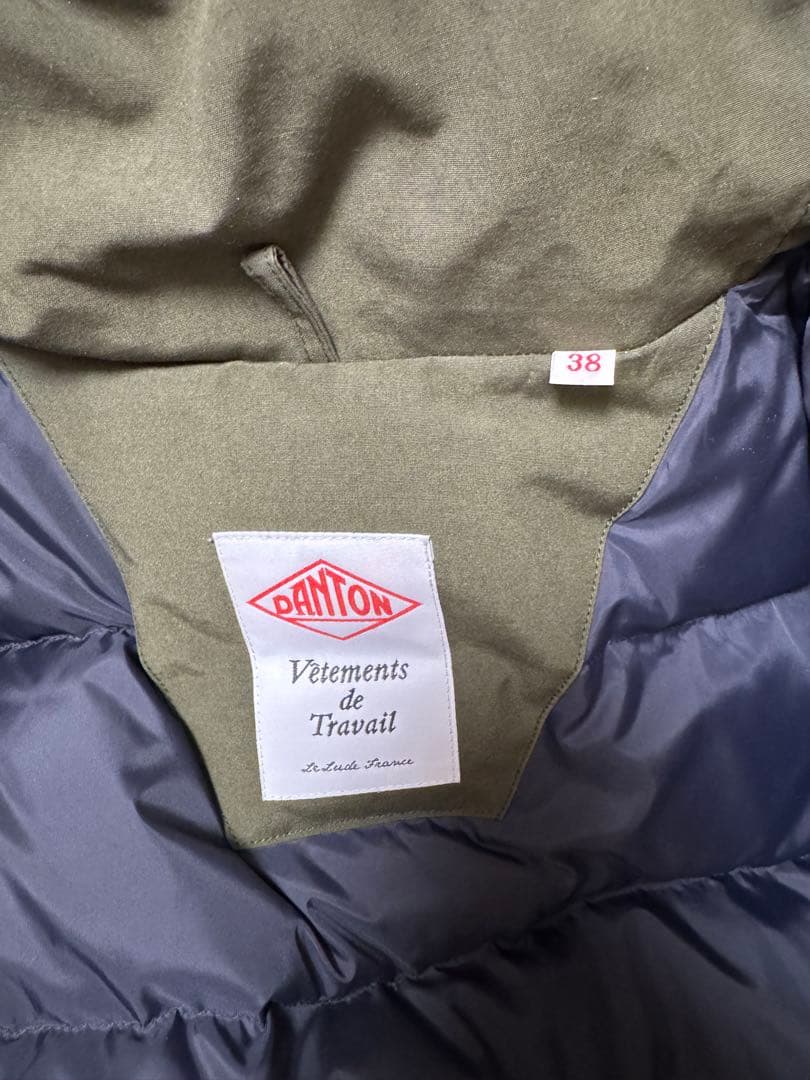 38
DANTON
Vêtements
de
Travail
Le Lude France